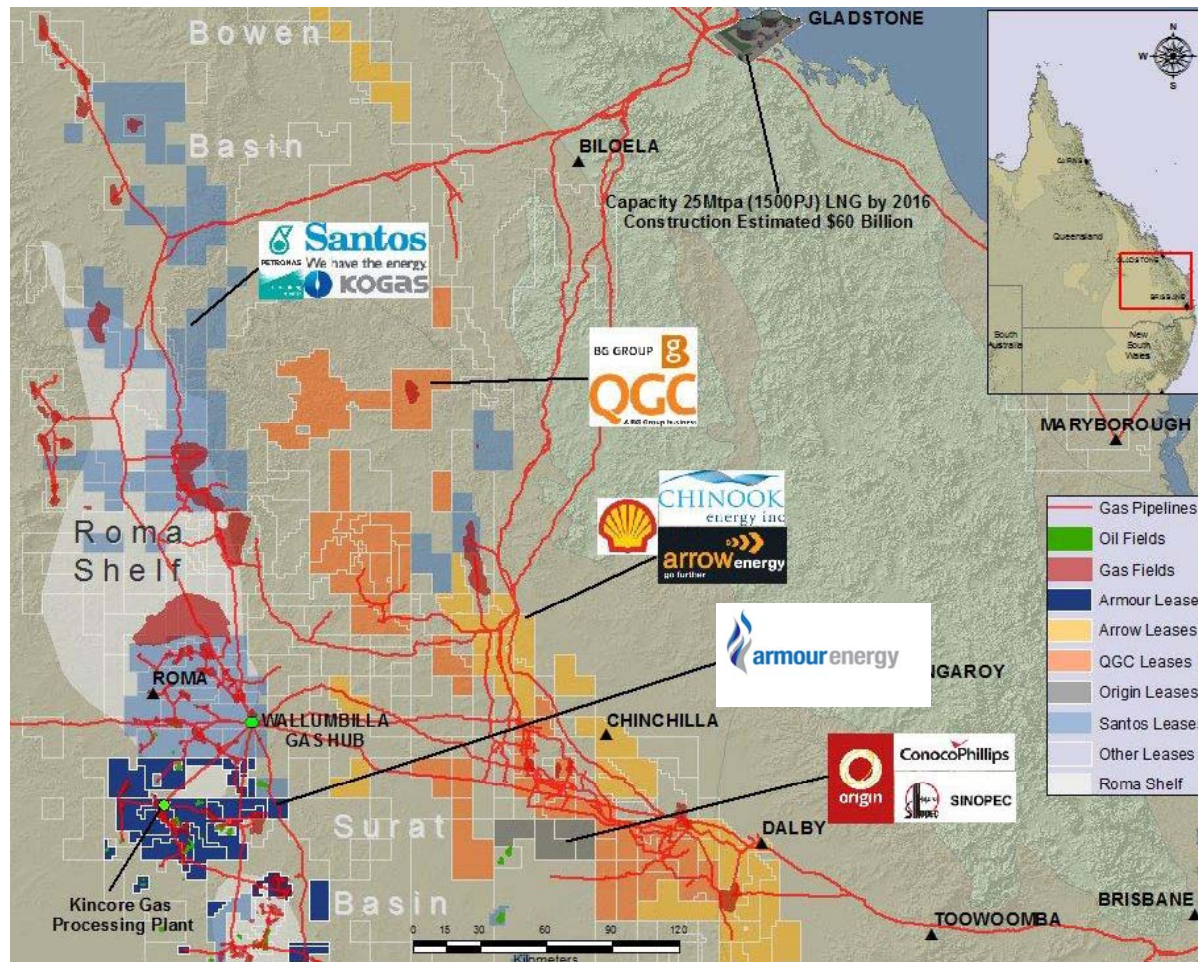 Bowen
Basin
GLADSTONE
BILOELA
Capacity 25Mtpa (1500PJ) LNG by 2016
Construction Estimated $60 Billion
N
W
S
CAIRNS
Queensland
GLADSTONE
BRISBANE
South
Australia
New
South
Wales
PETRONAS
Santos
We have the energy.
KOGAS
BG GROUP
QGC
A BG Group business
MARYBOROUGH
CHINOOK
energy inc
arrow energy
go further
Roma
Shelf
armour energy
NGAROY
ROMA
WALLUMBILLA
GAS HUB
CHINCHILLA
origin
ConocoPhillips
SINOPEC
Surat
Basin
DALBY
Kincore Gas
Processing Plant
TOOWOOMBA
BRISBANE
0 15 30 60 90 120
Kilometers
Gas Pipelines
Oil Fields
Gas Fields
Armour Lease
Arrow Leases
QGC Leases
Origin Leases
Santos Lease
Other Leases
Roma Shelf